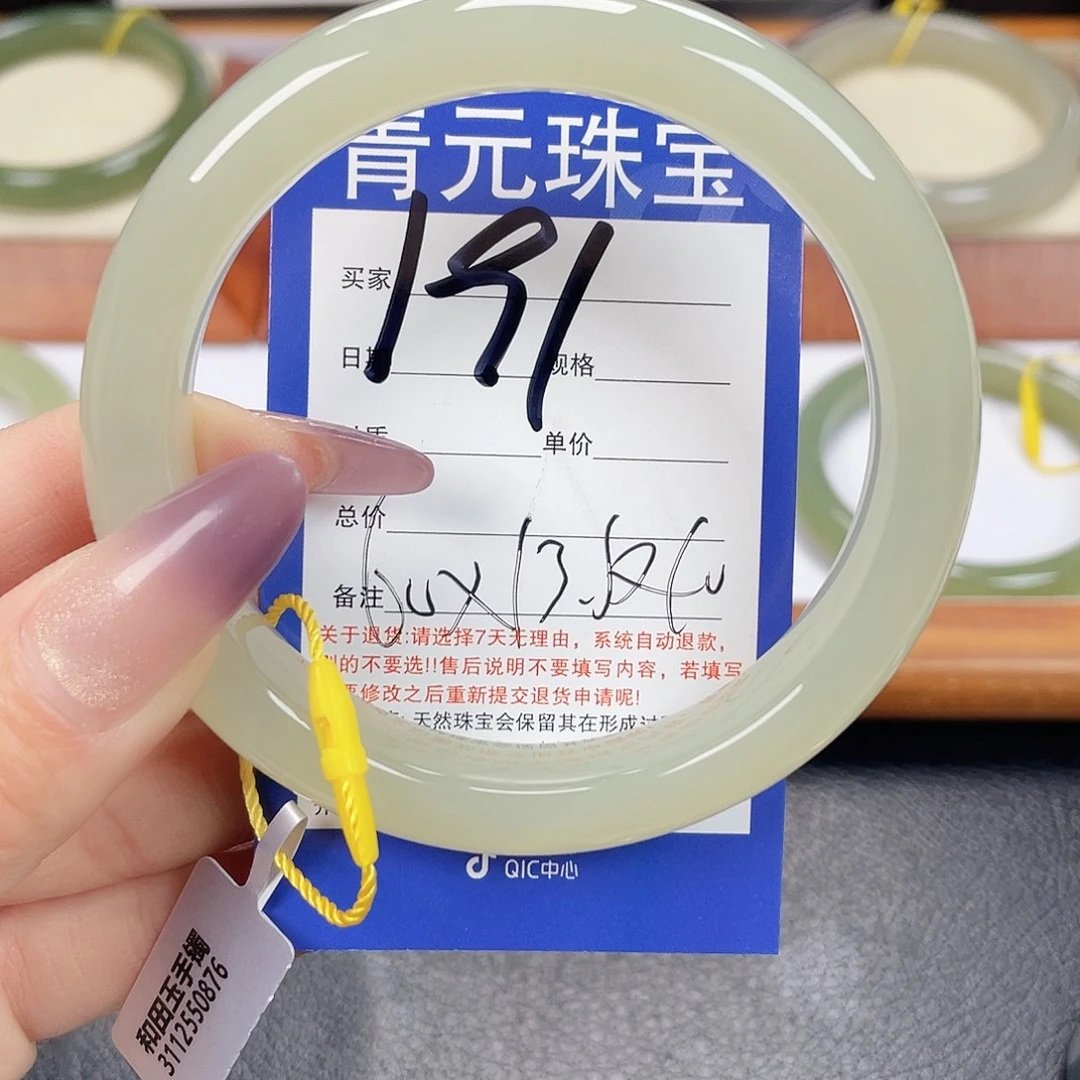 青元珠宝
191
买家
日期 规格
单价
总价
备注
关于退货:请选择7天无理由，系统自动退款，
别的不要选!!售后说明不要填写内容，若填写
要修改之后重新提交退货申请呢!
天然珠宝会保留其在形成过
QIC中心
和田玉手镯
3112550876